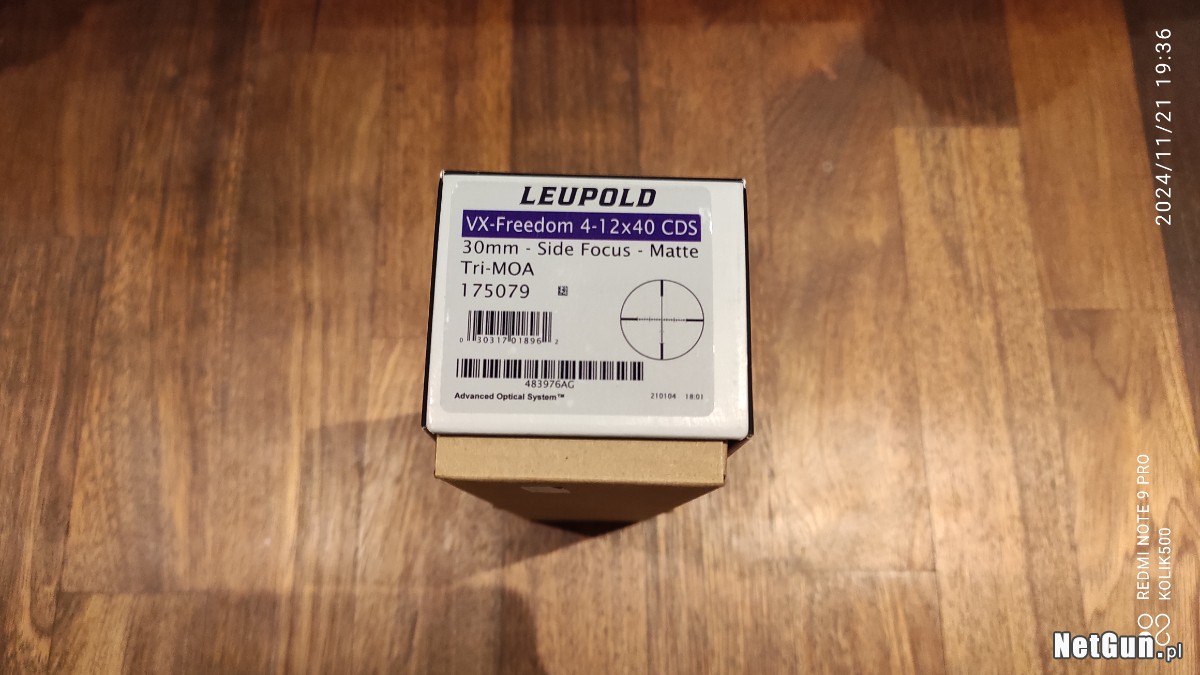 LEUPOLD
VX-Freedom 4-12x40 CDS
30mm - Side Focus - Matte
Tri-MOA
175079
0 30317 01896 2
483976AG
Advanced Optical System™
210104 18:01
2024/11/21 19:36
REDMI NOTE 9 PRO
KOLIK500
NetGun.pl